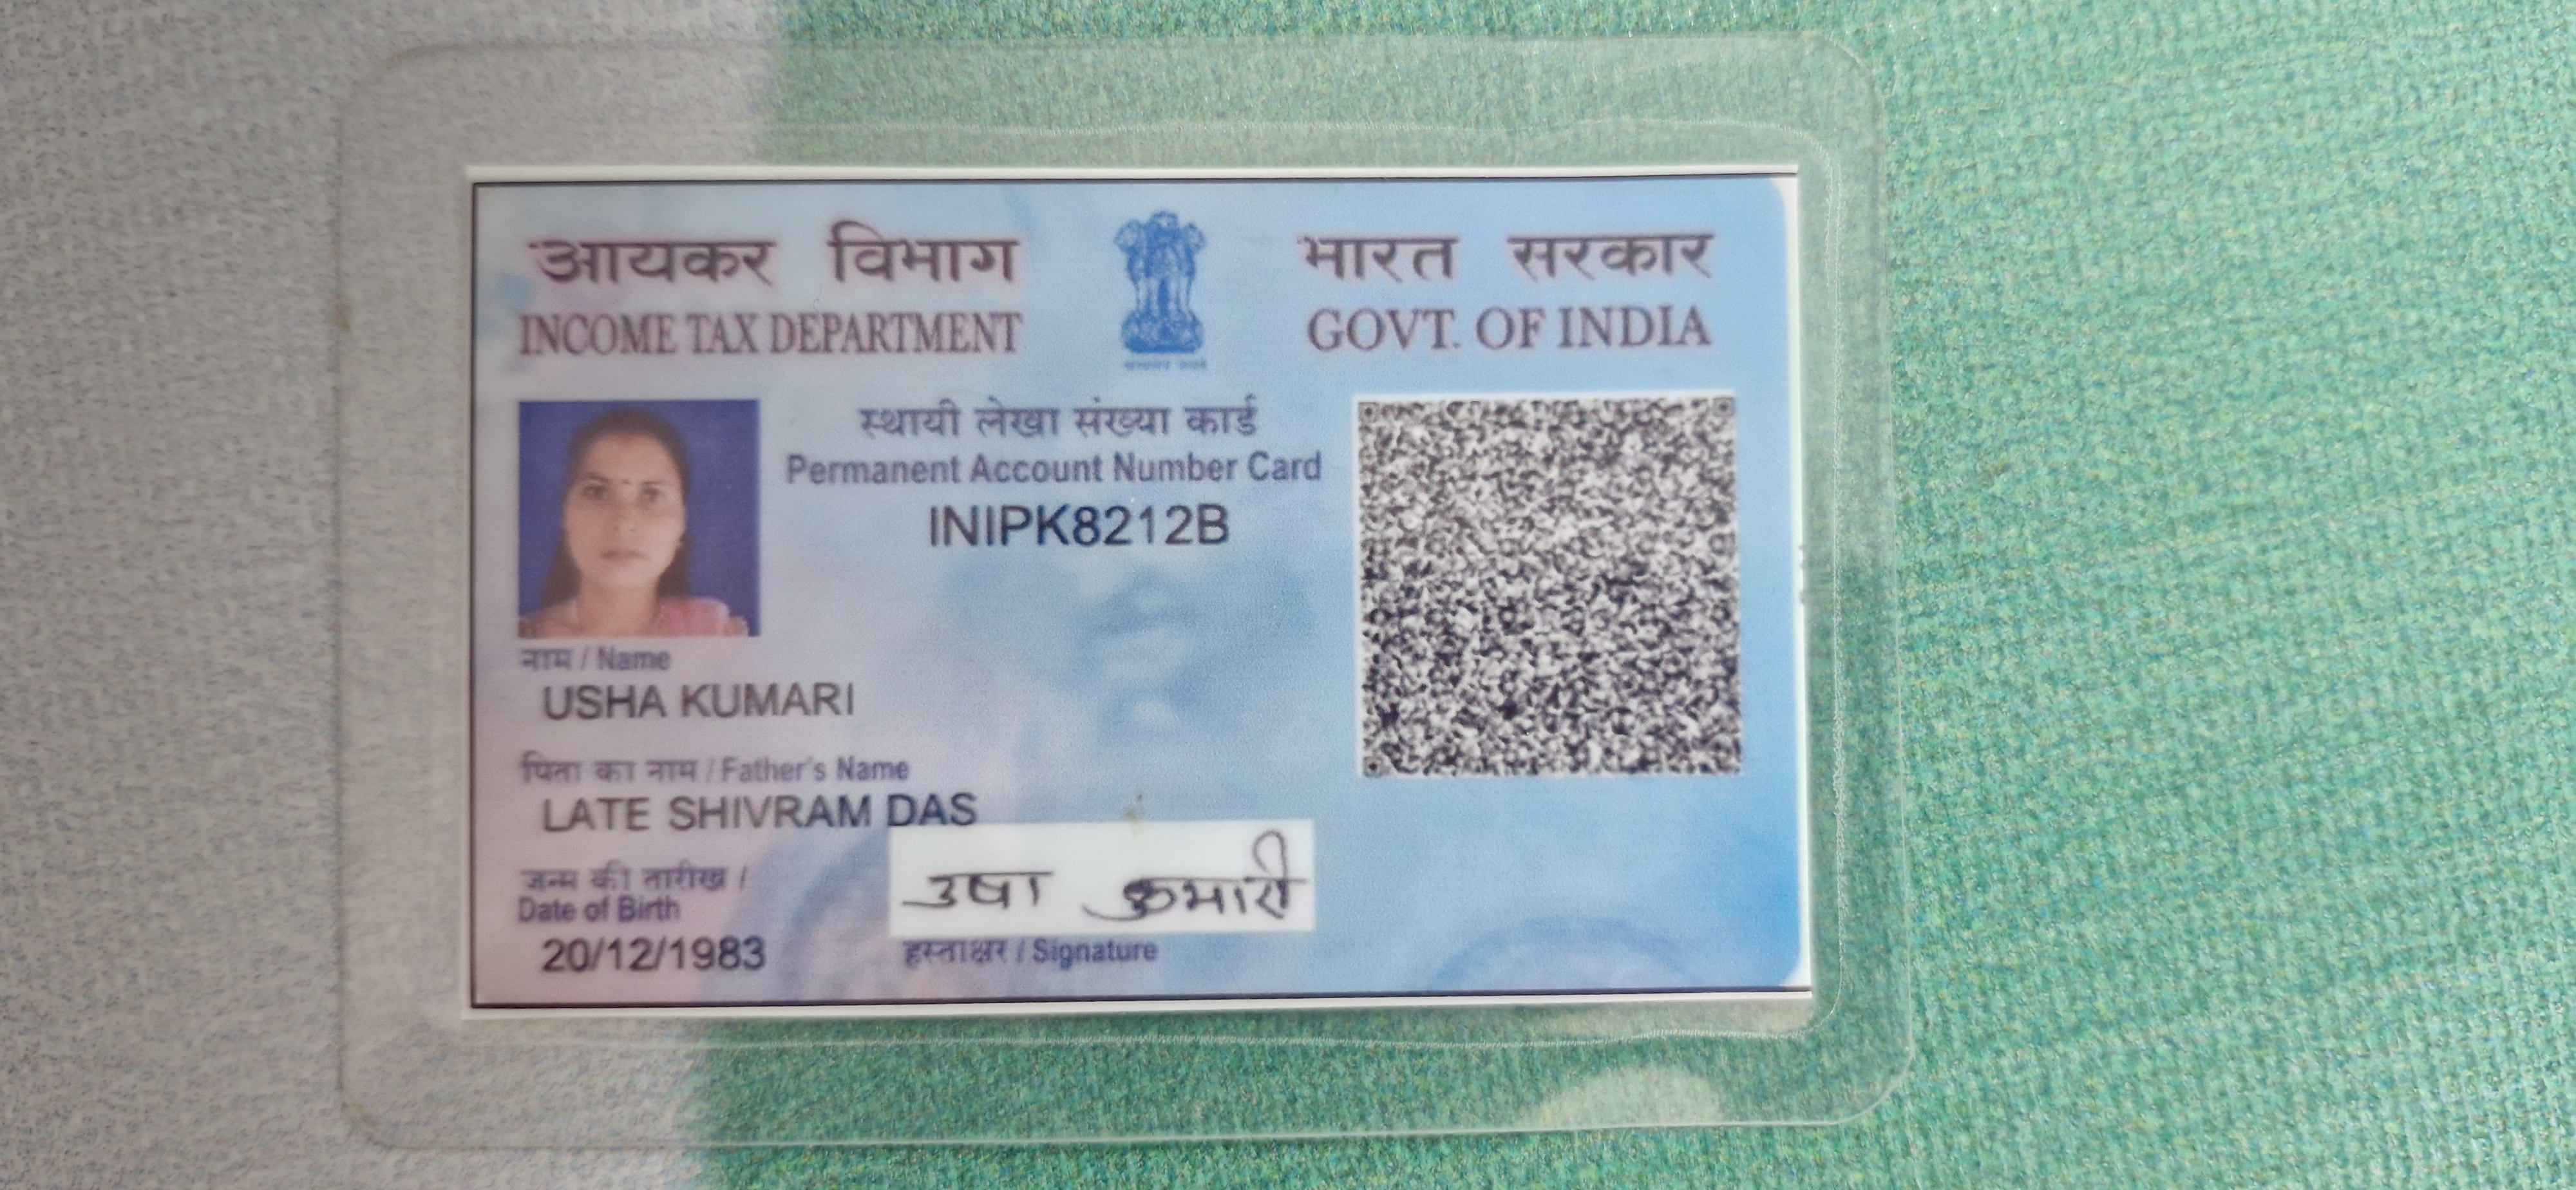 आयकर विभाग
INCOME TAX DEPARTMENT
भारत सरकार
GOVT. OF INDIA
स्थायी लेखा संख्या कार्ड
Permanent Account Number Card
INIPK8212B
नाम / Name
USHA KUMARI
पिता का नाम / Father's Name
LATE SHIVRAM DAS
जन्म की तारीख /
Date of Birth
20/12/1983
उषा कुमारी
हस्ताक्षर / Signature